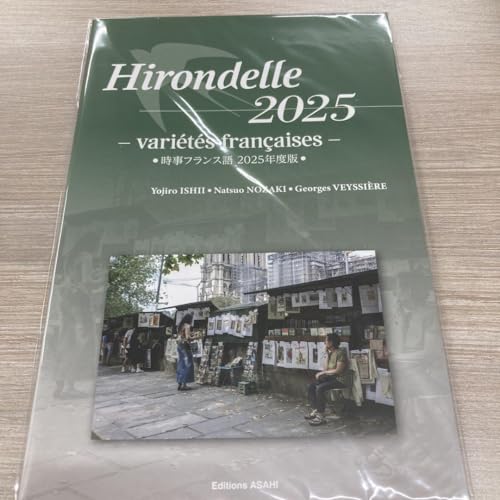 Hirondelle
2025
– variétés françaises –
• 時事フランス語 2025年度版 •
Yojiro ISHII • Natsuo NOZAKI • Georges VEYSSIÈRE
Editions ASAHI